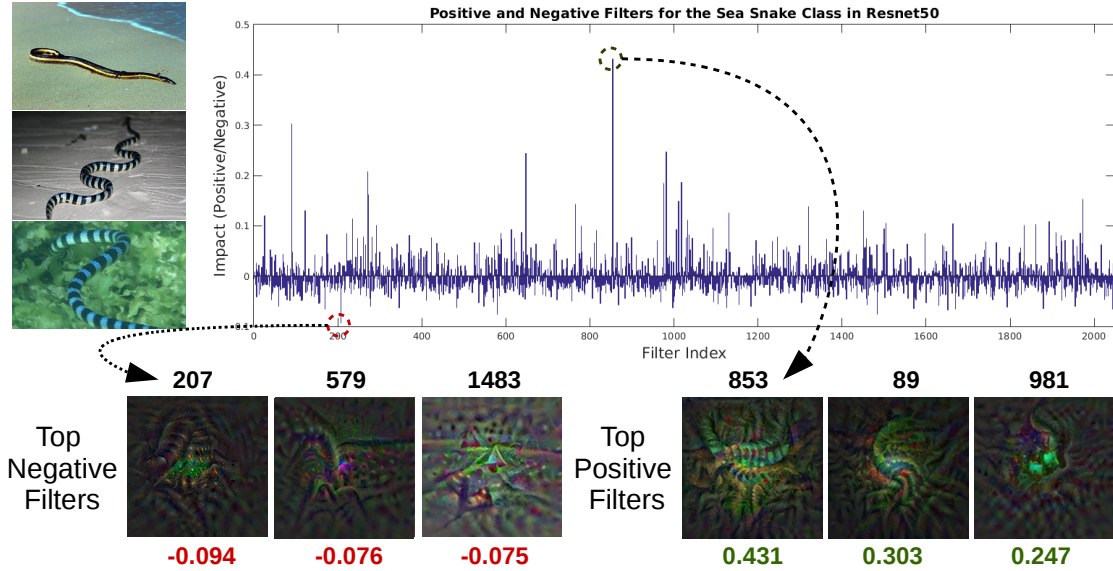 Positive and Negative Filters for the Sea Snake Class in Resnet50
Impact (Positive/Negative)
0.5
0.4
0.3
0.2
0.1
0
0.1
0 200 400 600 800 1000 1200 1400 1600 1800 2000
Filter Index
207 579 1483 853 89 981
Top
Negative
Filters
Top
Positive
Filters
-0.094 -0.076 -0.075 0.431 0.303 0.247